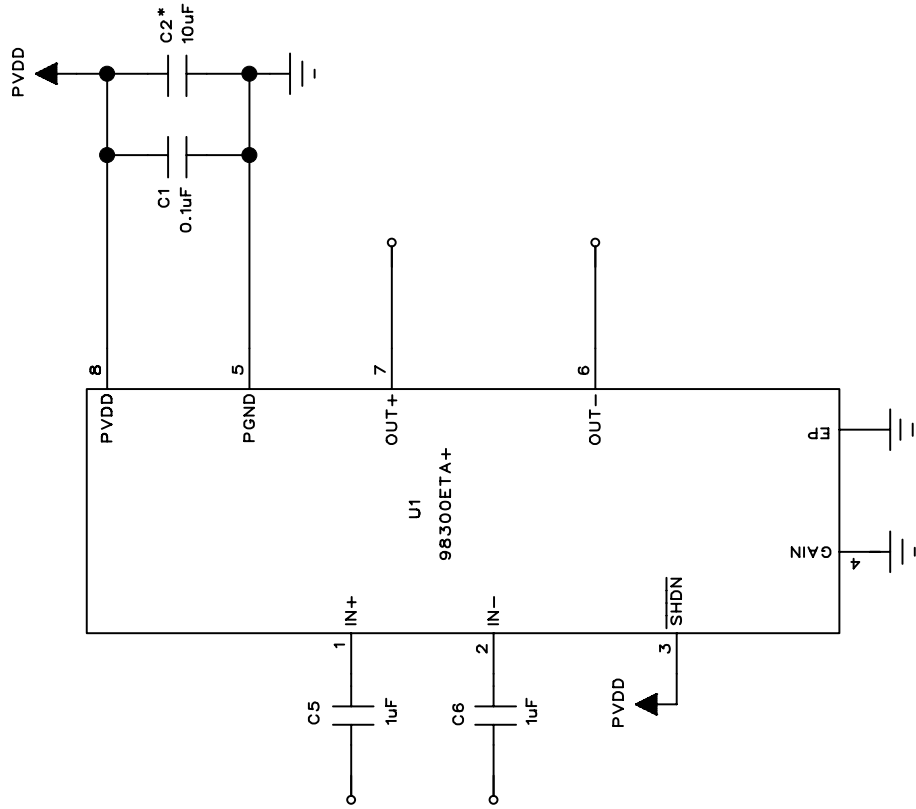 PVDD
C2*
10uF
C1
0.1uF
8
5
7
6
PVDD
PGND
OUT+
OUT-
EP
U1
98300ETA+
GAIN
4
IN+
IN-
SHDN
1
2
3
C5
1uF
C6
1uF
PVDD